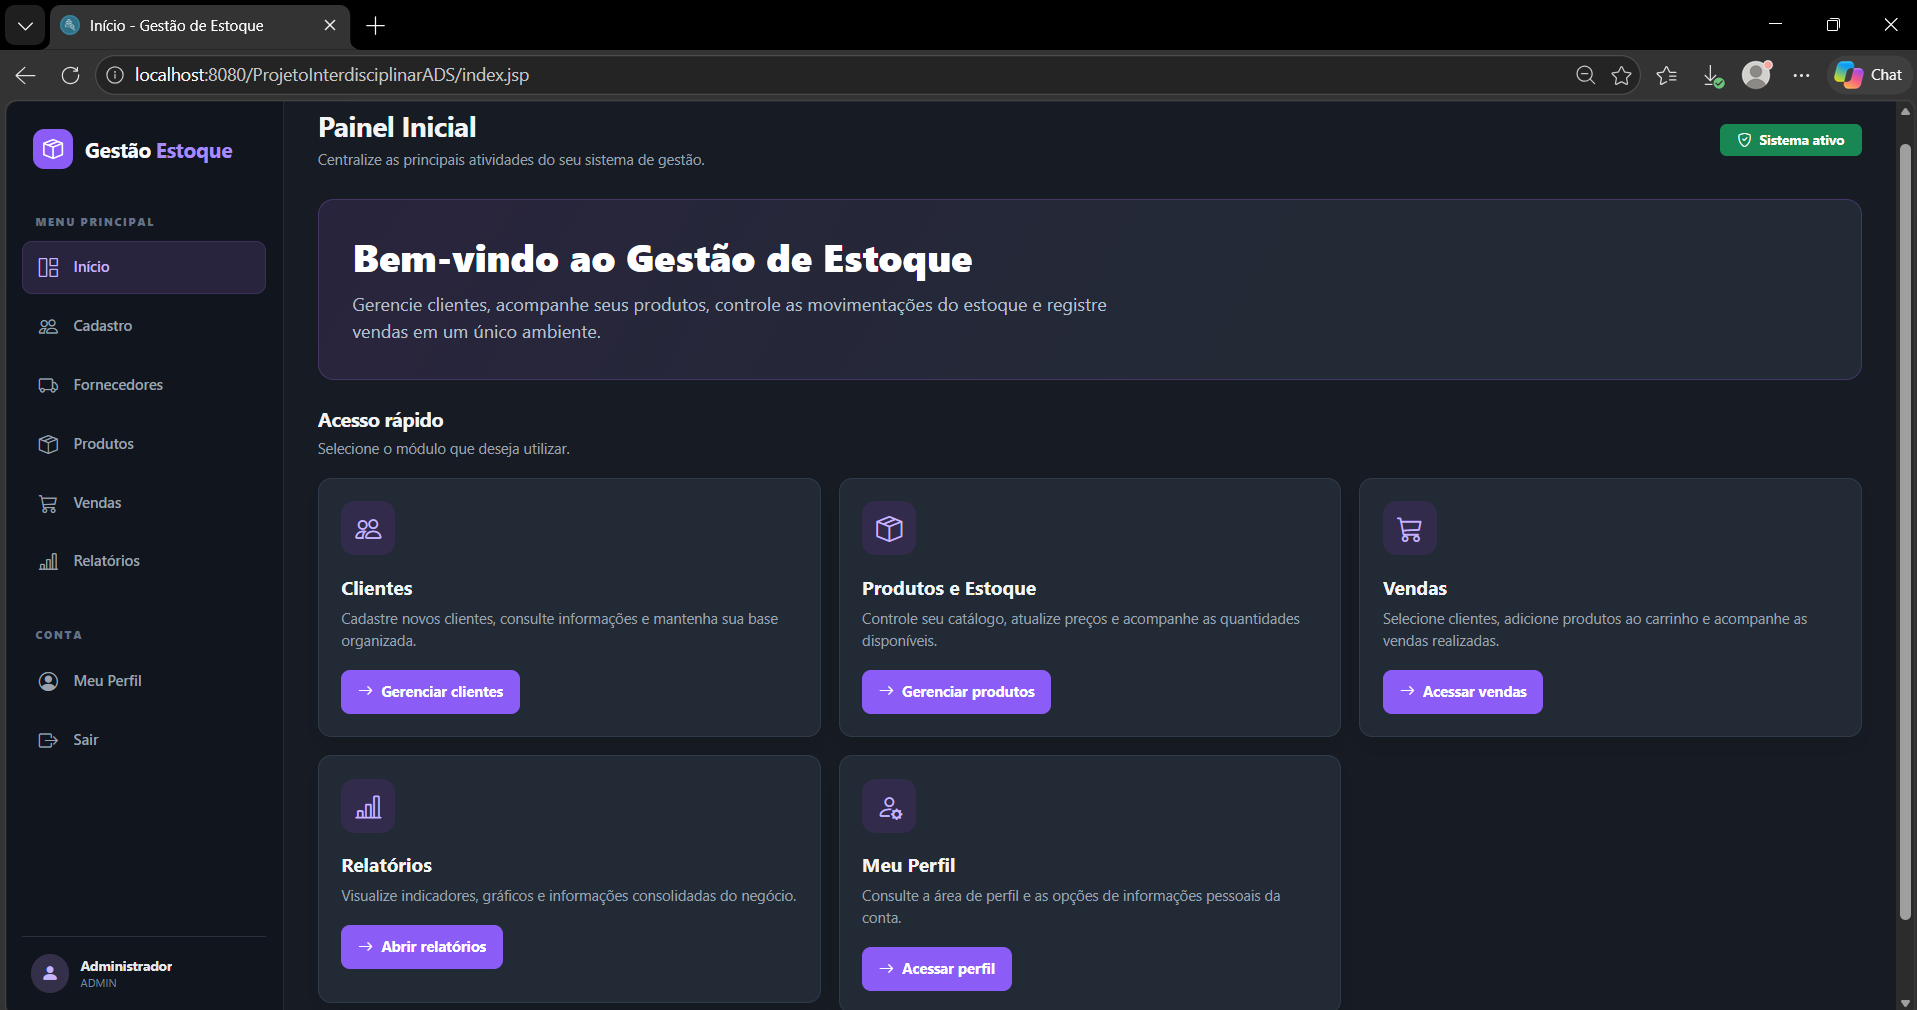 Início - Gestão de Estoque
localhost:8080/ProjetoInterdisciplinarADS/index.jsp
Chat
Gestão Estoque
MENU PRINCIPAL
Início
Cadastro
Fornecedores
Produtos
Vendas
Relatórios
CONTA
Meu Perfil
Sair
Administrador
ADMIN
Painel Inicial
Centralize as principais atividades do seu sistema de gestão.
Sistema ativo
Bem-vindo ao Gestão de Estoque
Gerencie clientes, acompanhe seus produtos, controle as movimentações do estoque e registre
vendas em um único ambiente.
Acesso rápido
Selecione o módulo que deseja utilizar.
Clientes
Cadastre novos clientes, consulte informações e mantenha sua base
organizada.
→ Gerenciar clientes
Produtos e Estoque
Controle seu catálogo, atualize preços e acompanhe as quantidades
disponíveis.
→ Gerenciar produtos
Vendas
Selecione clientes, adicione produtos ao carrinho e acompanhe as
vendas realizadas.
→ Acessar vendas
Relatórios
Visualize indicadores, gráficos e informações consolidadas do negócio.
→ Abrir relatórios
Meu Perfil
Consulte a área de perfil e as opções de informações pessoais da
conta.
→ Acessar perfil